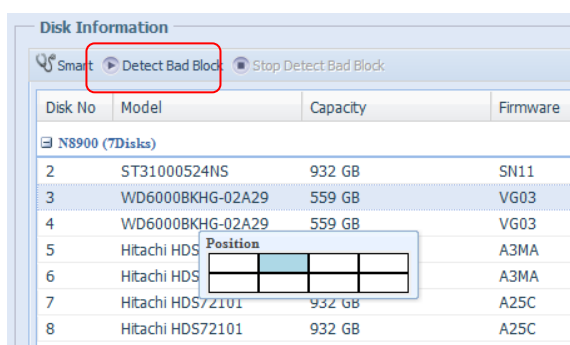 Disk Information
Smart Detect Bad Block Stop Detect Bad Block
Disk No Model Capacity Firmware
N8900 (7Disks)
2 ST31000524NS 932 GB SN11
3 WD6000BKHG-02A29 559 GB VG03
4 WD6000BKHG-02A29 559 GB VG03
Position
5 Hitachi HDS A3MA
6 Hitachi HDS A3MA
7 Hitachi HDS72101 932 GB A25C
8 Hitachi HDS72101 932 GB A25C